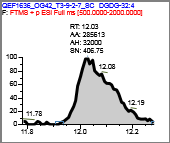 QEF1636_OG42_T3-9-2-7_SC DGDG-32:4
F: FTMS + p ESI Full ms [500.0000-2000.0000]
RT: 12.03
AA: 285613
AH: 32000
SN: 406.75
100
80
60
40
20
0
12.08
12.19
11.78
11.8
12.0
12.2